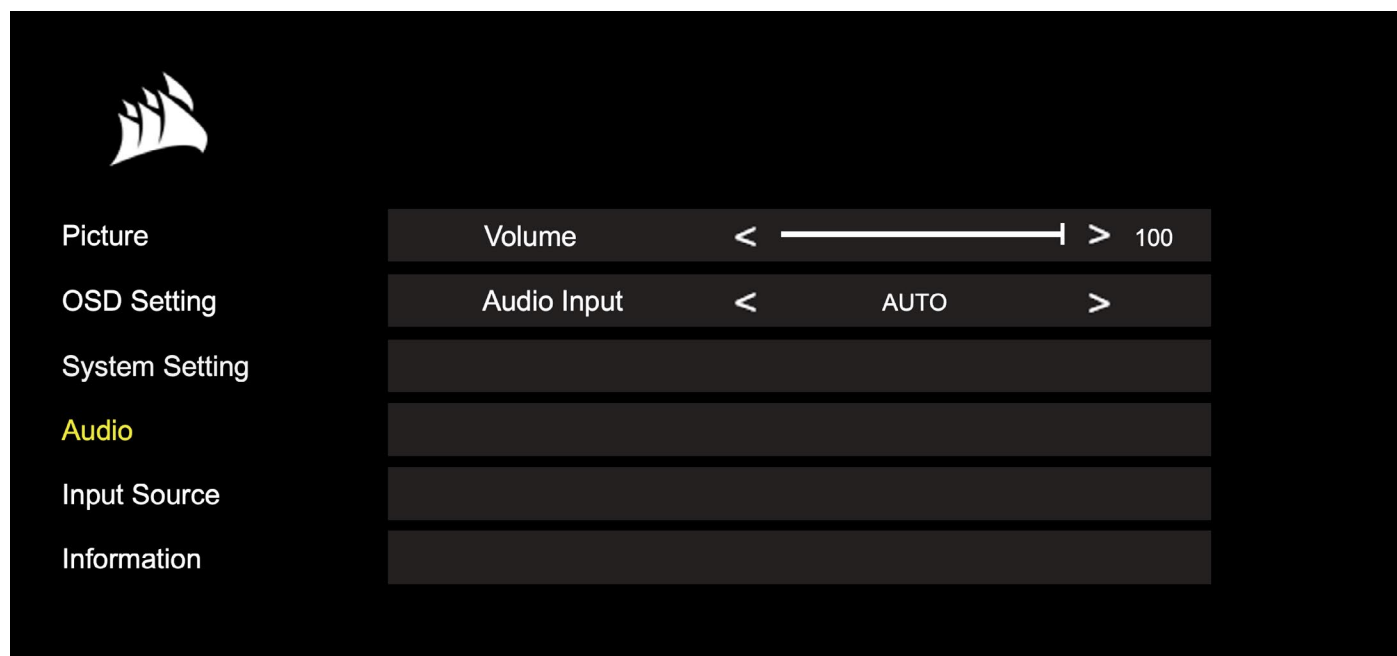 Picture Volume < > 100
OSD Setting Audio Input < AUTO >
System Setting
Audio
Input Source
Information